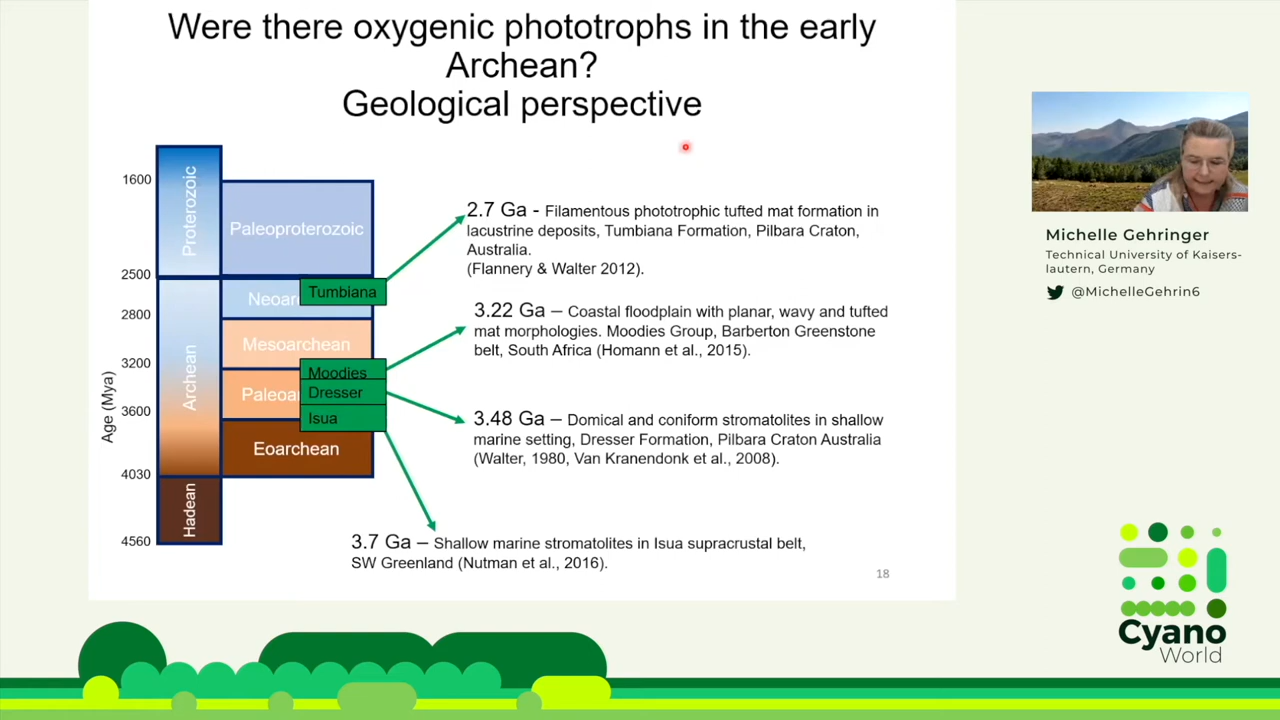 Were there oxygenic phototrophs in the early
Archean?
Geological perspective
1600
2500
2800
3200
3600
4030
4560
Age (Mya)
Proterozoic
Archean
Hadean
Paleoproterozoic
Neoar
Tumbiana
Mesoarchean
Moodies
Paleoar
Dresser
Isua
Eoarchean
2.7 Ga - Filamentous phototrophic tufted mat formation in
lacustrine deposits, Tumbiana Formation, Pilbara Craton,
Australia.
(Flannery & Walter 2012).
3.22 Ga – Coastal floodplain with planar, wavy and tufted
mat morphologies. Moodies Group, Barberton Greenstone
belt, South Africa (Homann et al., 2015).
3.48 Ga – Domical and coniform stromatolites in shallow
marine setting, Dresser Formation, Pilbara Craton Australia
(Walter, 1980, Van Kranendonk et al., 2008).
3.7 Ga – Shallow marine stromatolites in Isua supracrustal belt,
SW Greenland (Nutman et al., 2016).
18
Michelle Gehringer
Technical University of Kaisers-
lautern, Germany
@MichelleGehrin6
Cyano
World